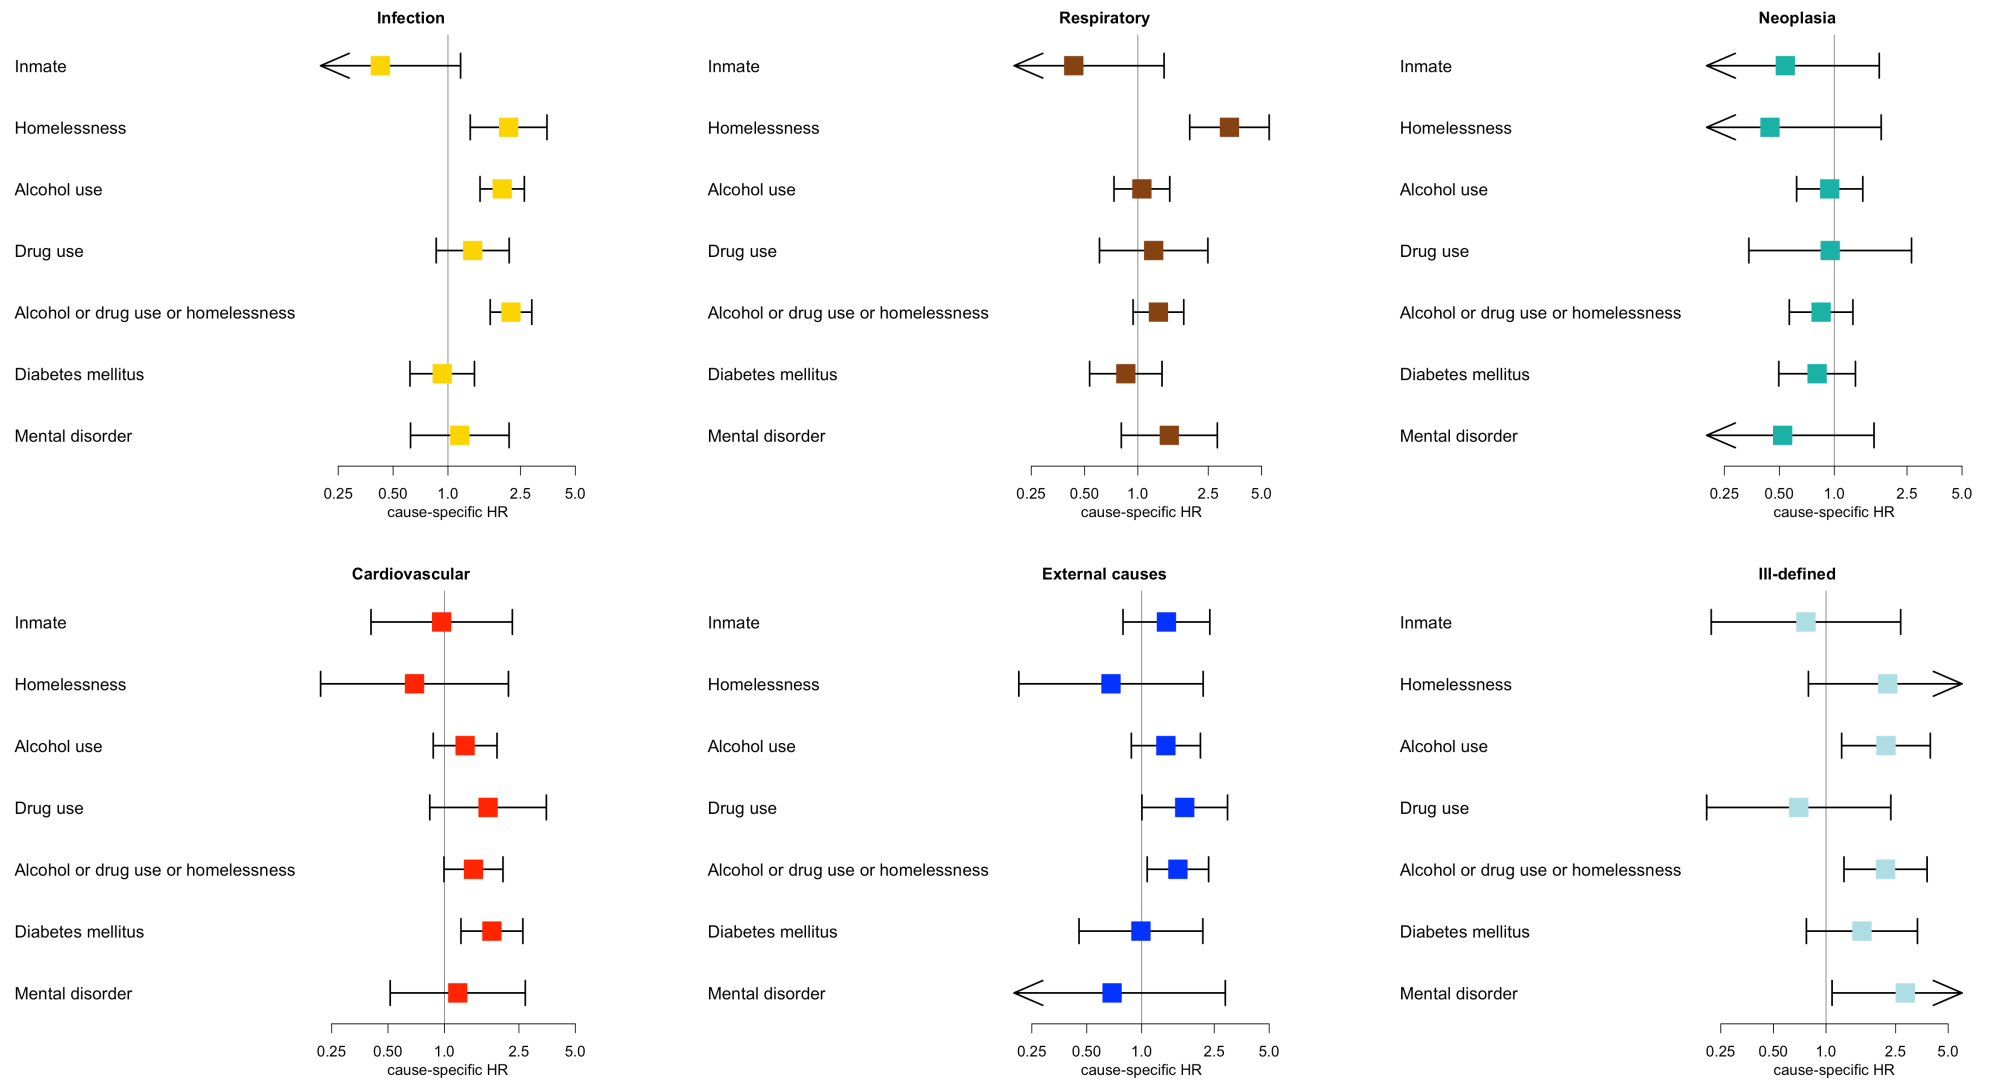 Infection
Inmate
Homelessness
Alcohol use
Drug use
Alcohol or drug use or homelessness
Diabetes mellitus
Mental disorder
0.25 0.50 1.0 2.5 5.0
cause-specific HR
Respiratory
Inmate
Homelessness
Alcohol use
Drug use
Alcohol or drug use or homelessness
Diabetes mellitus
Mental disorder
0.25 0.50 1.0 2.5 5.0
cause-specific HR
Neoplasia
Inmate
Homelessness
Alcohol use
Drug use
Alcohol or drug use or homelessness
Diabetes mellitus
Mental disorder
0.25 0.50 1.0 2.5 5.0
cause-specific HR
Cardiovascular
Inmate
Homelessness
Alcohol use
Drug use
Alcohol or drug use or homelessness
Diabetes mellitus
Mental disorder
0.25 0.50 1.0 2.5 5.0
cause-specific HR
External causes
Inmate
Homelessness
Alcohol use
Drug use
Alcohol or drug use or homelessness
Diabetes mellitus
Mental disorder
0.25 0.50 1.0 2.5 5.0
cause-specific HR
Ill-defined
Inmate
Homelessness
Alcohol use
Drug use
Alcohol or drug use or homelessness
Diabetes mellitus
Mental disorder
0.25 0.50 1.0 2.5 5.0
cause-specific HR